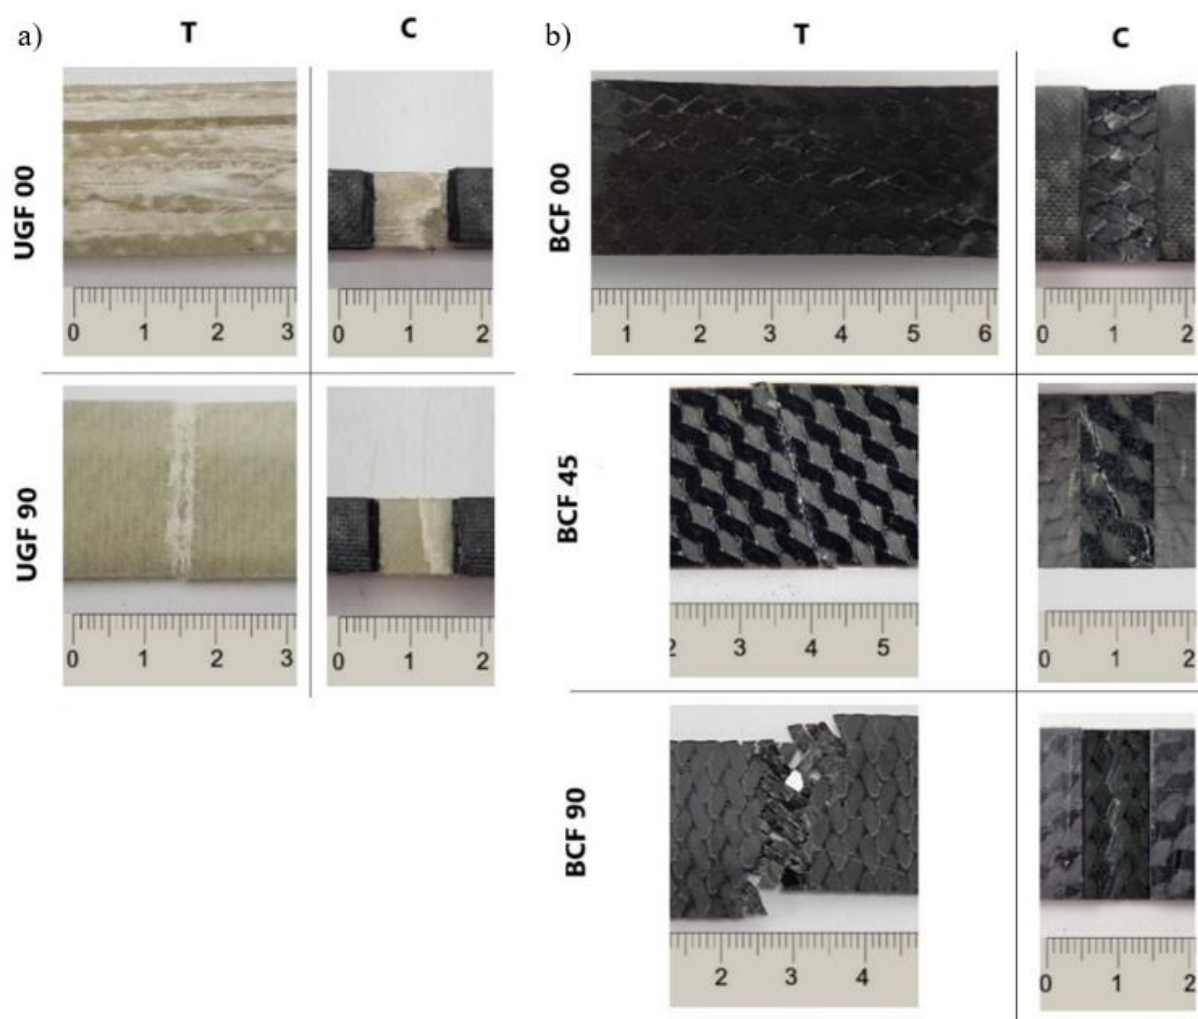 a)
T
C
b)
T
C
UGF 00
0 1 2 3
0 1 2
BCF 00
1 2 3 4 5 6
0 1 2
UGF 90
0 1 2 3
0 1 2
BCF 45
2 3 4 5
0 1 2
BCF 90
2 3 4
0 1 2